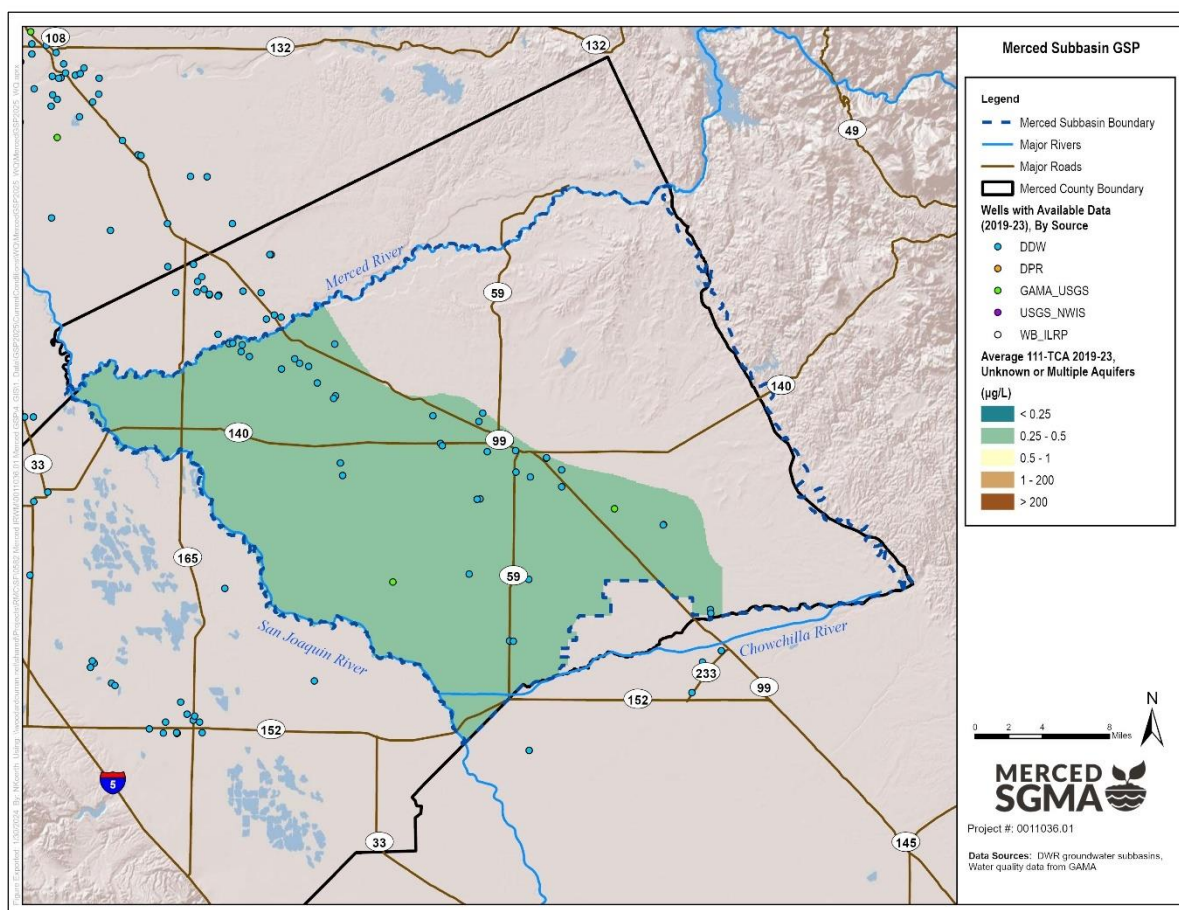 108
132
132
49
Merced River
59
140
140
99
33
165
59
San Joaquin River
Chowchilla River
233
152
99
152
5
33
145
Merced Subbasin GSP
Legend
Merced Subbasin Boundary
Major Rivers
Major Roads
Merced County Boundary
Wells with Available Data
(2019-23), By Source
DDW
DPR
GAMA_USGS
USGS_NWIS
WB_ILRP
Average 111-TCA 2019-23,
Unknown or Multiple Aquifers
(µg/L)
< 0.25
0.25 - 0.5
0.5 - 1
1 - 200
> 200
N
0 2 4 8
Miles
MERCED
SGMA
Project #: 0011036.01
Data Sources: DWR groundwater subbasins,
Water quality data from GAMA